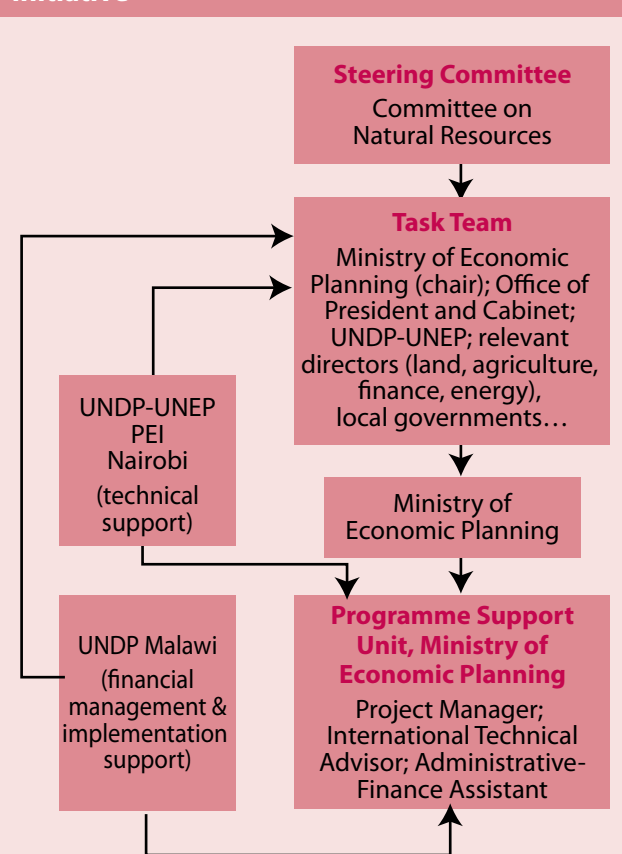 Steering Committee
Committee on
Natural Resources
Task Team
Ministry of Economic
Planning (chair); Office of
President and Cabinet;
UNDP-UNEP; relevant
directors (land, agriculture,
finance, energy),
local governments…
UNDP-UNEP
PEI
Nairobi
(technical
support)
Ministry of
Economic Planning
UNDP Malawi
(financial
management &
implementation
support)
Programme Support
Unit, Ministry of
Economic Planning
Project Manager;
International Technical
Advisor; Administrative-
Finance Assistant